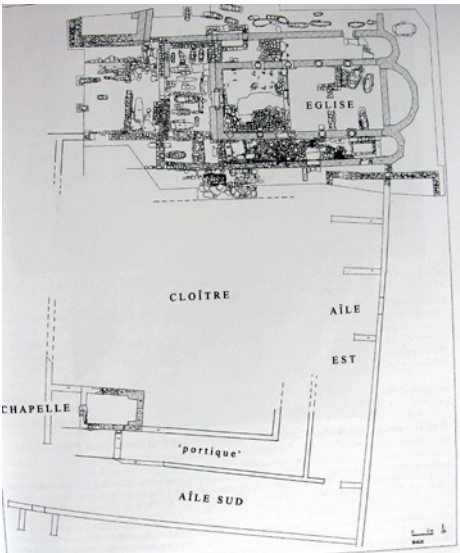 EGLISE
CLOÎTRE
AÎLE
EST
CHAPELLE
'portique'
AÎLE SUD